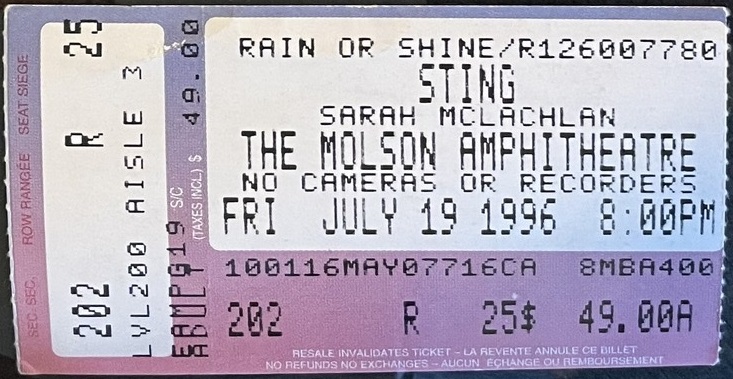 SEC. SEC. ROW RANGÉE SEAT SIEGE
202 R 25
LVL200 AISLE 3
ADULT
S/C
(TAXES INCL) $
49.00
RAIN OR SHINE/R126007780
STING
SARAH MCLACHLAN
THE MOLSON AMPHITHEATRE
NO CAMERAS OR RECORDERS
FRI JULY 19 1996 8:00PM
100116MAY07716CA 8MBA400
202 R 25$ 49.00A
RESALE INVALIDATES TICKET – LA REVENTE ANNULE CE BILLET
NO REFUNDS NO EXCHANGES – AUCUN ÉCHANGE OU REMBOURSEMENT